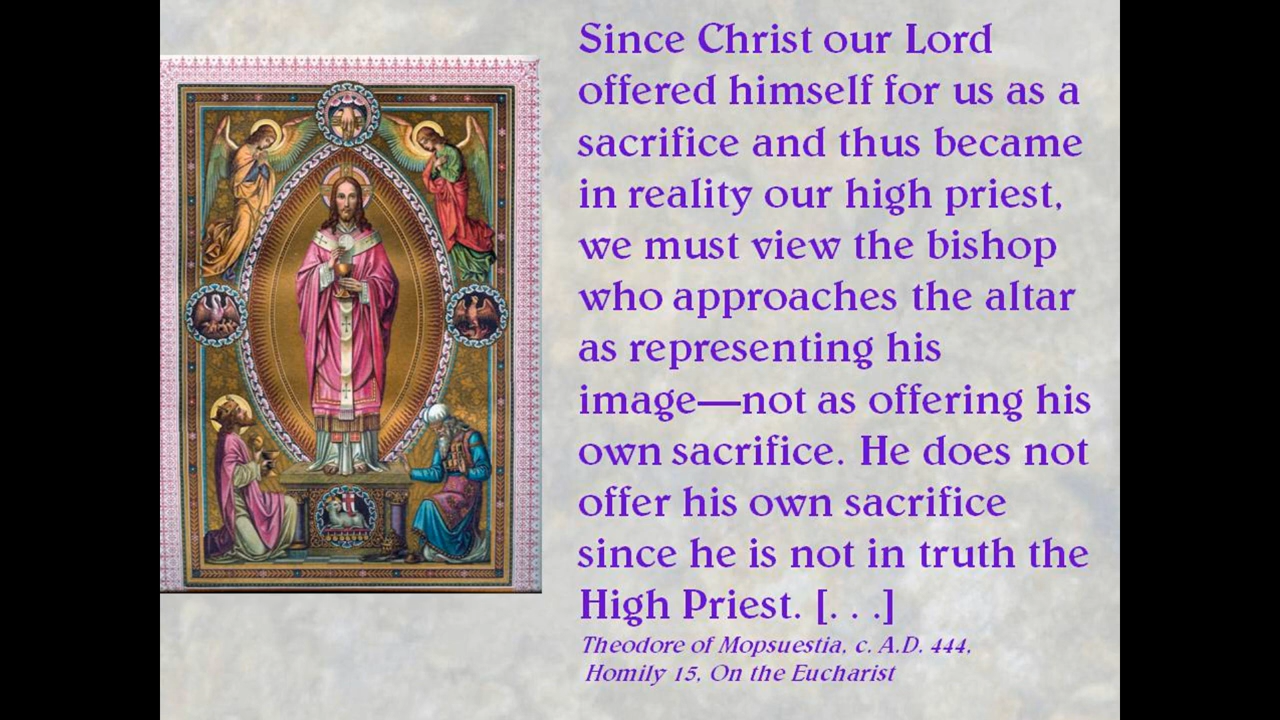 Since Christ our Lord
offered himself for us as a
sacrifice and thus became
in reality our high priest,
we must view the bishop
who approaches the altar
as representing his
image—not as offering his
own sacrifice. He does not
offer his own sacrifice
since he is not in truth the
High Priest. [. . .]
Theodore of Mopsuestia, c. A.D. 444,
Homily 15, On the Eucharist